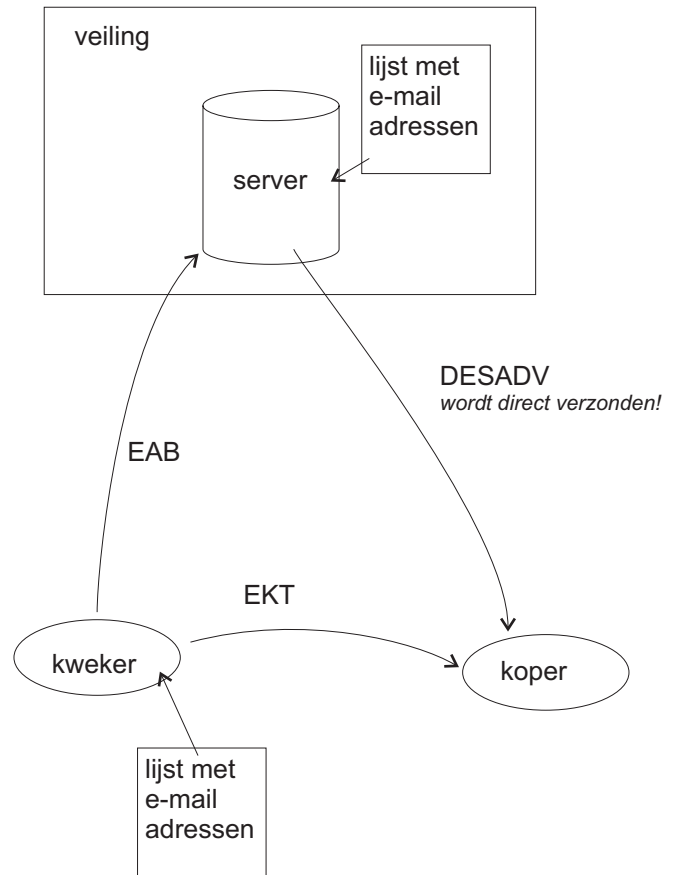 veiling
lijst met
e-mail
adressen
server
DESADV
wordt direct verzonden!
EAB
EKT
kweker
koper
lijst met
e-mail
adressen